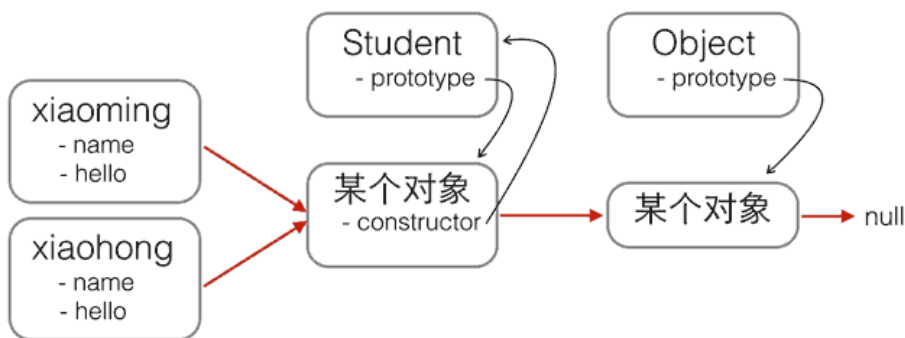 xiaoming
- name
- hello
xiaohong
- name
- hello
Student
- prototype
某个对象
- constructor
Object
- prototype
某个对象
null